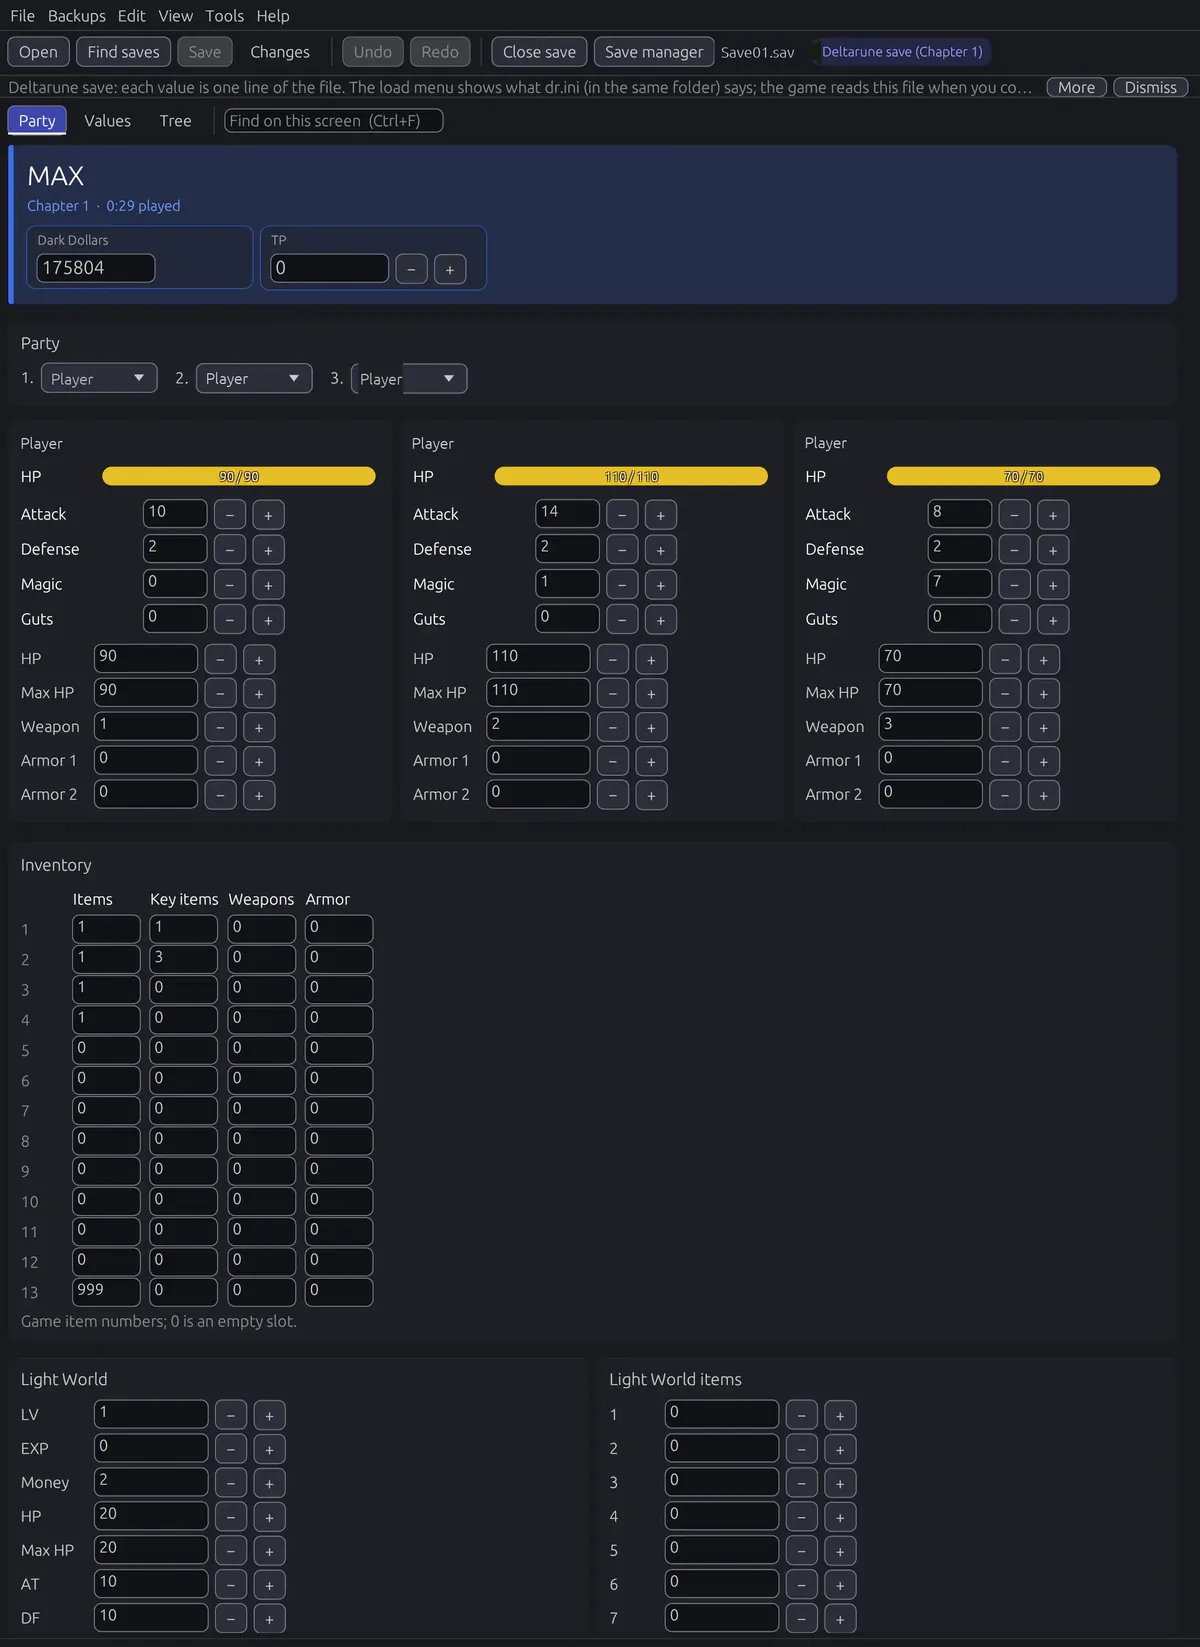 File Backups Edit View Tools Help
Open Find saves Save Changes Undo Redo Close save Save manager Save01.sav Deltarune save (Chapter 1)
Deltarune save: each value is one line of the file. The load menu shows what dr.ini (in the same folder) says; the game reads this file when you co... More Dismiss
Party Values Tree Find on this screen (Ctrl+F)
MAX
Chapter 1 · 0:29 played
Dark Dollars TP
175804 0 – +
Party
1. Player ▼ 2. Player ▼ 3. Player ▼
Player Player Player
HP 90/90 HP 110/110 HP 70/70
Attack 10 – + Attack 14 – + Attack 8 – +
Defense 2 – + Defense 2 – + Defense 2 – +
Magic 0 – + Magic 1 – + Magic 7 – +
Guts 0 – + Guts 0 – + Guts 0 – +
HP 90 – + HP 110 – + HP 70 – +
Max HP 90 – + Max HP 110 – + Max HP 70 – +
Weapon 1 – + Weapon 2 – + Weapon 3 – +
Armor 1 0 – + Armor 1 0 – + Armor 1 0 – +
Armor 2 0 – + Armor 2 0 – + Armor 2 0 – +
Inventory
Items Key items Weapons Armor
1 1 1 0 0
2 1 3 0 0
3 1 0 0 0
4 1 0 0 0
5 0 0 0 0
6 0 0 0 0
7 0 0 0 0
8 0 0 0 0
9 0 0 0 0
10 0 0 0 0
11 0 0 0 0
12 0 0 0 0
13 999 0 0 0
Game item numbers; 0 is an empty slot.
Light World Light World items
LV 1 – + 1 0 – +
EXP 0 – + 2 0 – +
Money 2 – + 3 0 – +
HP 20 – + 4 0 – +
Max HP 20 – + 5 0 – +
AT 10 – + 6 0 – +
DF 10 – + 7 0 – +